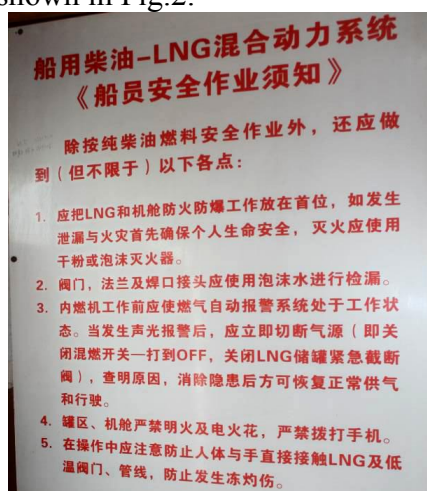 shown in Fig.2.
船用柴油-LNG混合动力系统
《船员安全作业须知》
除按纯柴油燃料安全作业外，还应做
到（但不限于）以下各点：
1. 应把LNG和机舱防火防爆工作放在首位，如发生
泄漏与火灾首先确保个人生命安全，灭火应使用
干粉或泡沫灭火器。
2. 阀门，法兰及焊口接头应使用泡沫水进行检漏。
3. 内燃机工作前应使燃气自动报警系统处于工作状
态。当发生声光报警后，应立即切断气源（即关
闭混燃开关—打到OFF，关闭LNG储罐紧急截断
阀），查明原因，消除隐患后方可恢复正常供气
和行驶。
4. 罐区、机舱严禁明火及电火花，严禁拨打手机。
5. 在操作中应注意防止人体与手直接接触LNG及低
温阀门、管线，防止发生冻灼伤。